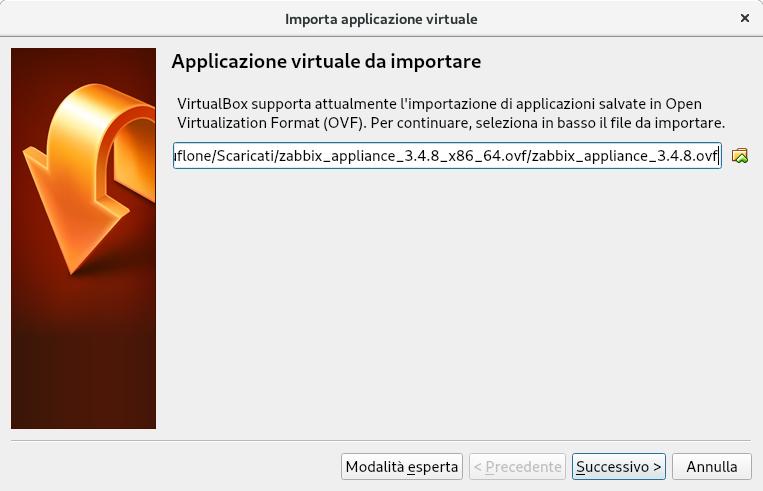 Importa applicazione virtuale
Applicazione virtuale da importare
VirtualBox supporta attualmente l'importazione di applicazioni salvate in Open
Virtualization Format (OVF). Per continuare, seleziona in basso il file da importare.
uflone/Scaricati/zabbix_appliance_3.4.8_x86_64.ovf/zabbix_appliance_3.4.8.ovf
Modalità esperta < Precedente Successivo > Annulla